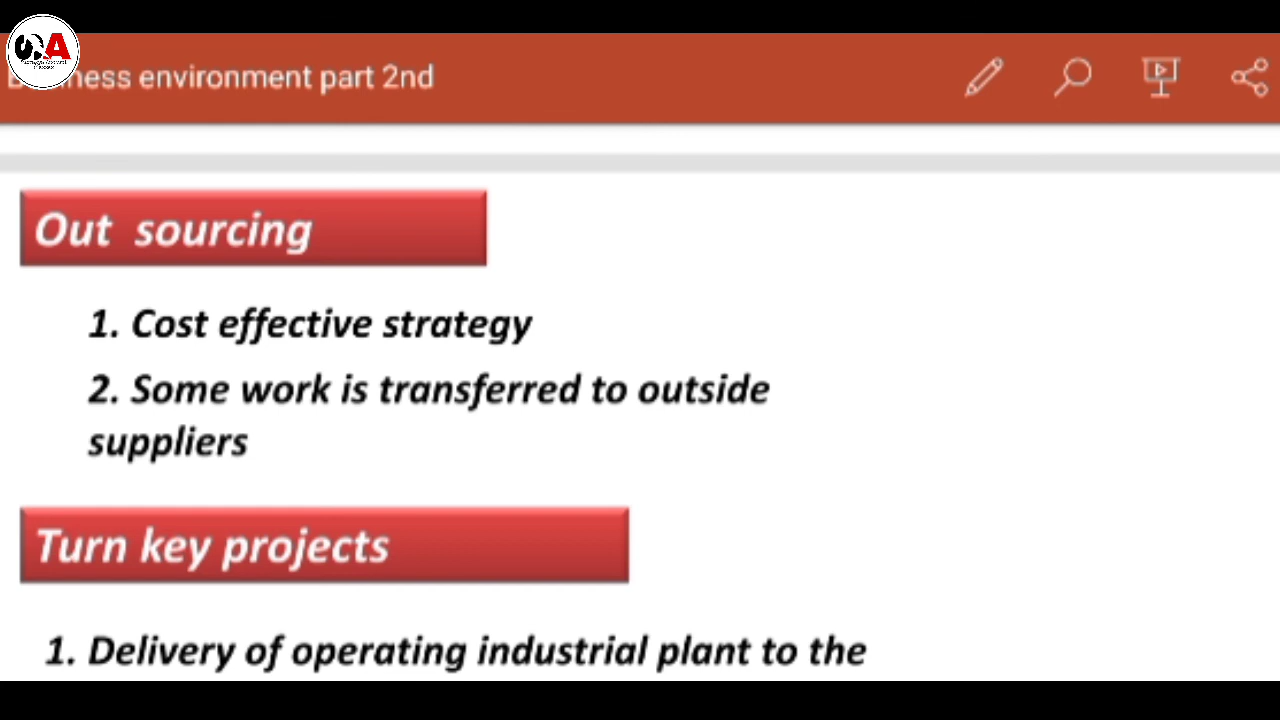 A
ness environment part 2nd
Out sourcing
1. Cost effective strategy
2. Some work is transferred to outside
suppliers
Turn key projects
1. Delivery of operating industrial plant to the